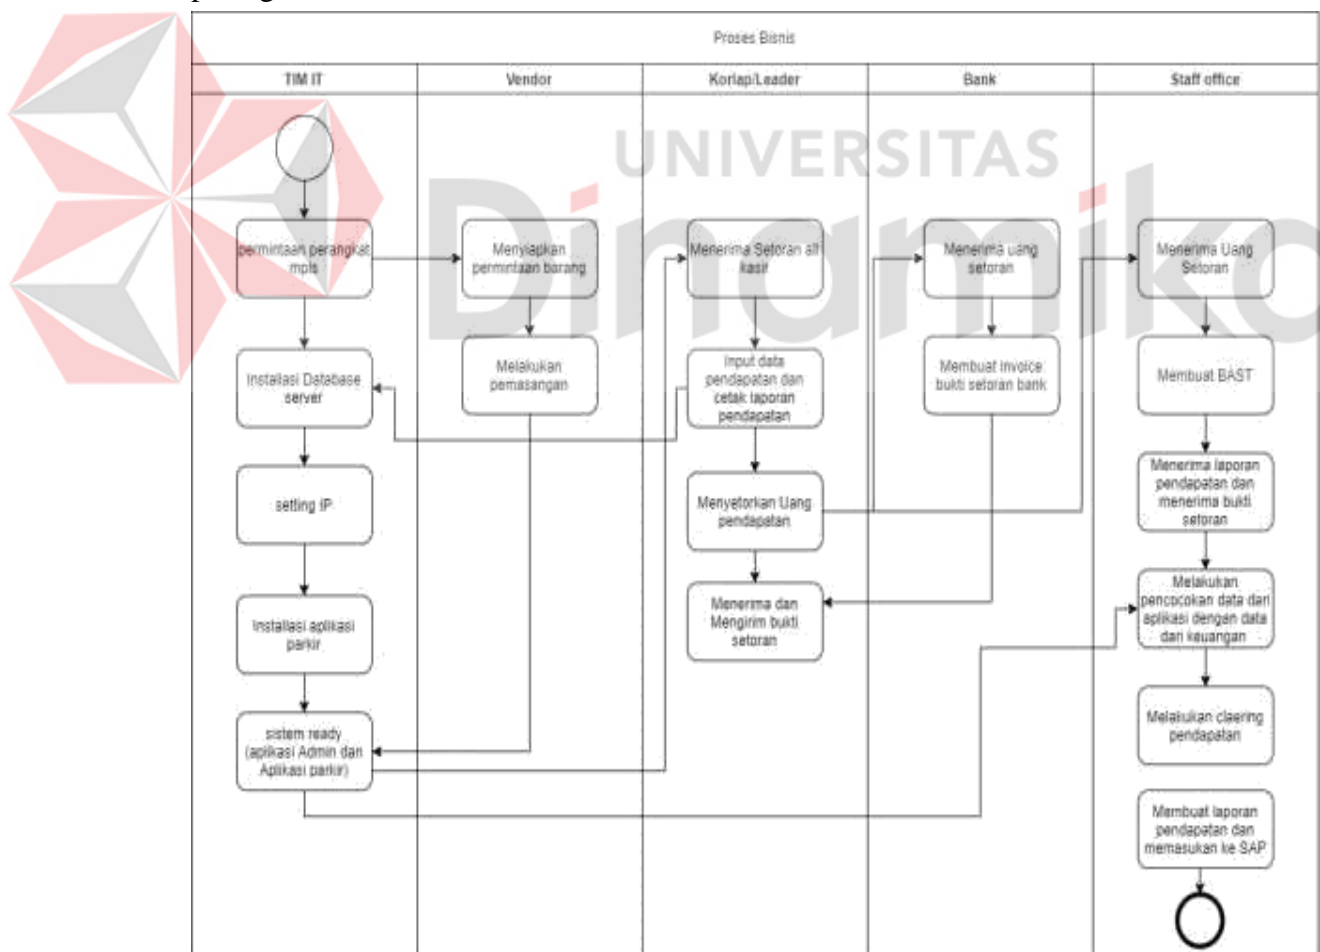 Proses Bisnis
TIM IT
Vendor
Korlap/Leader
Bank
Staff office
UNIVERSITAS
Dinamika
permintaan perangkat
mpls
Installasi Database
server
setting IP
Installasi aplikasi
parkir
sistem ready
(aplikasi Admin dan
Aplikasi parkir)
Menyiapkan
permintaan barang
Melakukan
pemasangan
Menerima Setoran all
kasir
Input data
pendapatan dan
cetak laporan
pendapatan
Menyetorkan Uang
pendapatan
Menerima dan
Mengirim bukti
setoran
Menerima uang
setoran
Membuat Invoice
bukti setoran bank
Menerima Uang
Setoran
Membuat BAST
Menerima laporan
pendapatan dan
menerima bukti
setoran
Melakukan
pencocokan data dari
aplikasi dengan data
dari keuangan
Melakukan claering
pendapatan
Membuat laporan
pendapatan dan
memasukan ke SAP